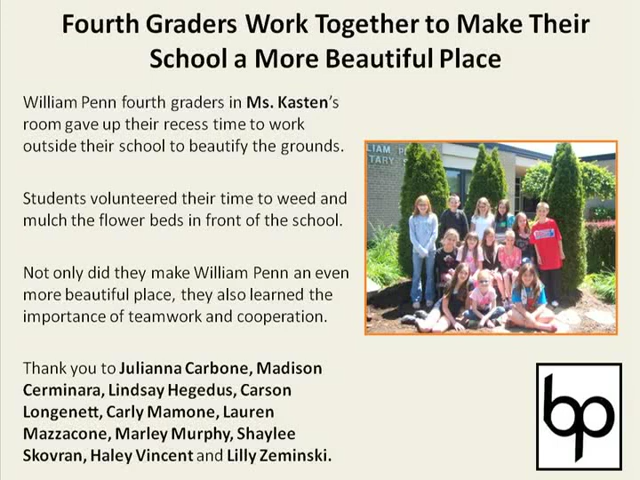 Fourth Graders Work Together to Make Their
School a More Beautiful Place
William Penn fourth graders in Ms. Kasten's
room gave up their recess time to work
outside their school to beautify the grounds.
Students volunteered their time to weed and
mulch the flower beds in front of the school.
Not only did they make William Penn an even
more beautiful place, they also learned the
importance of teamwork and cooperation.
Thank you to Julianna Carbone, Madison
Cerminara, Lindsay Hegedus, Carson
Longenett, Carly Mamone, Lauren
Mazzacone, Marley Murphy, Shaylee
Skovran, Haley Vincent and Lilly Zeminski.
LIAM PE
TARY S
bp